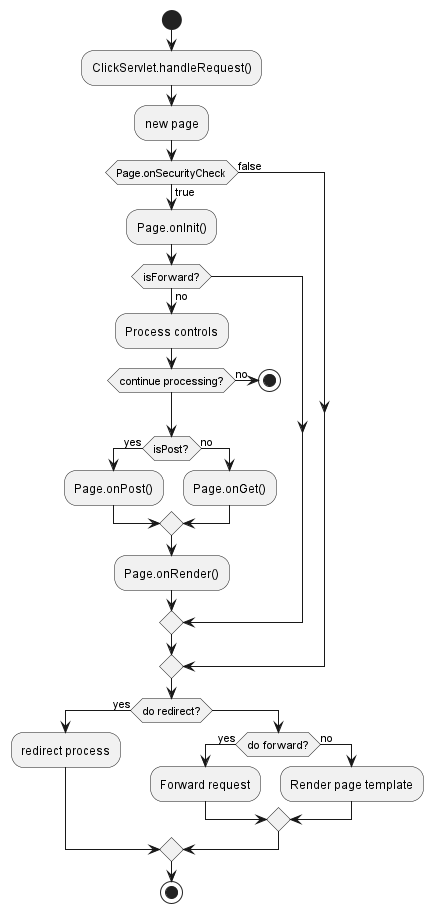 ClickServlet.handleRequest()
new page
Page.onSecurityCheck
false
true
Page.onInit()
isForward?
no
Process controls
continue processing?
no
isPost?
yes
no
Page.onPost()
Page.onGet()
Page.onRender()
do redirect?
yes
redirect process
do forward?
yes
no
Forward request
Render page template